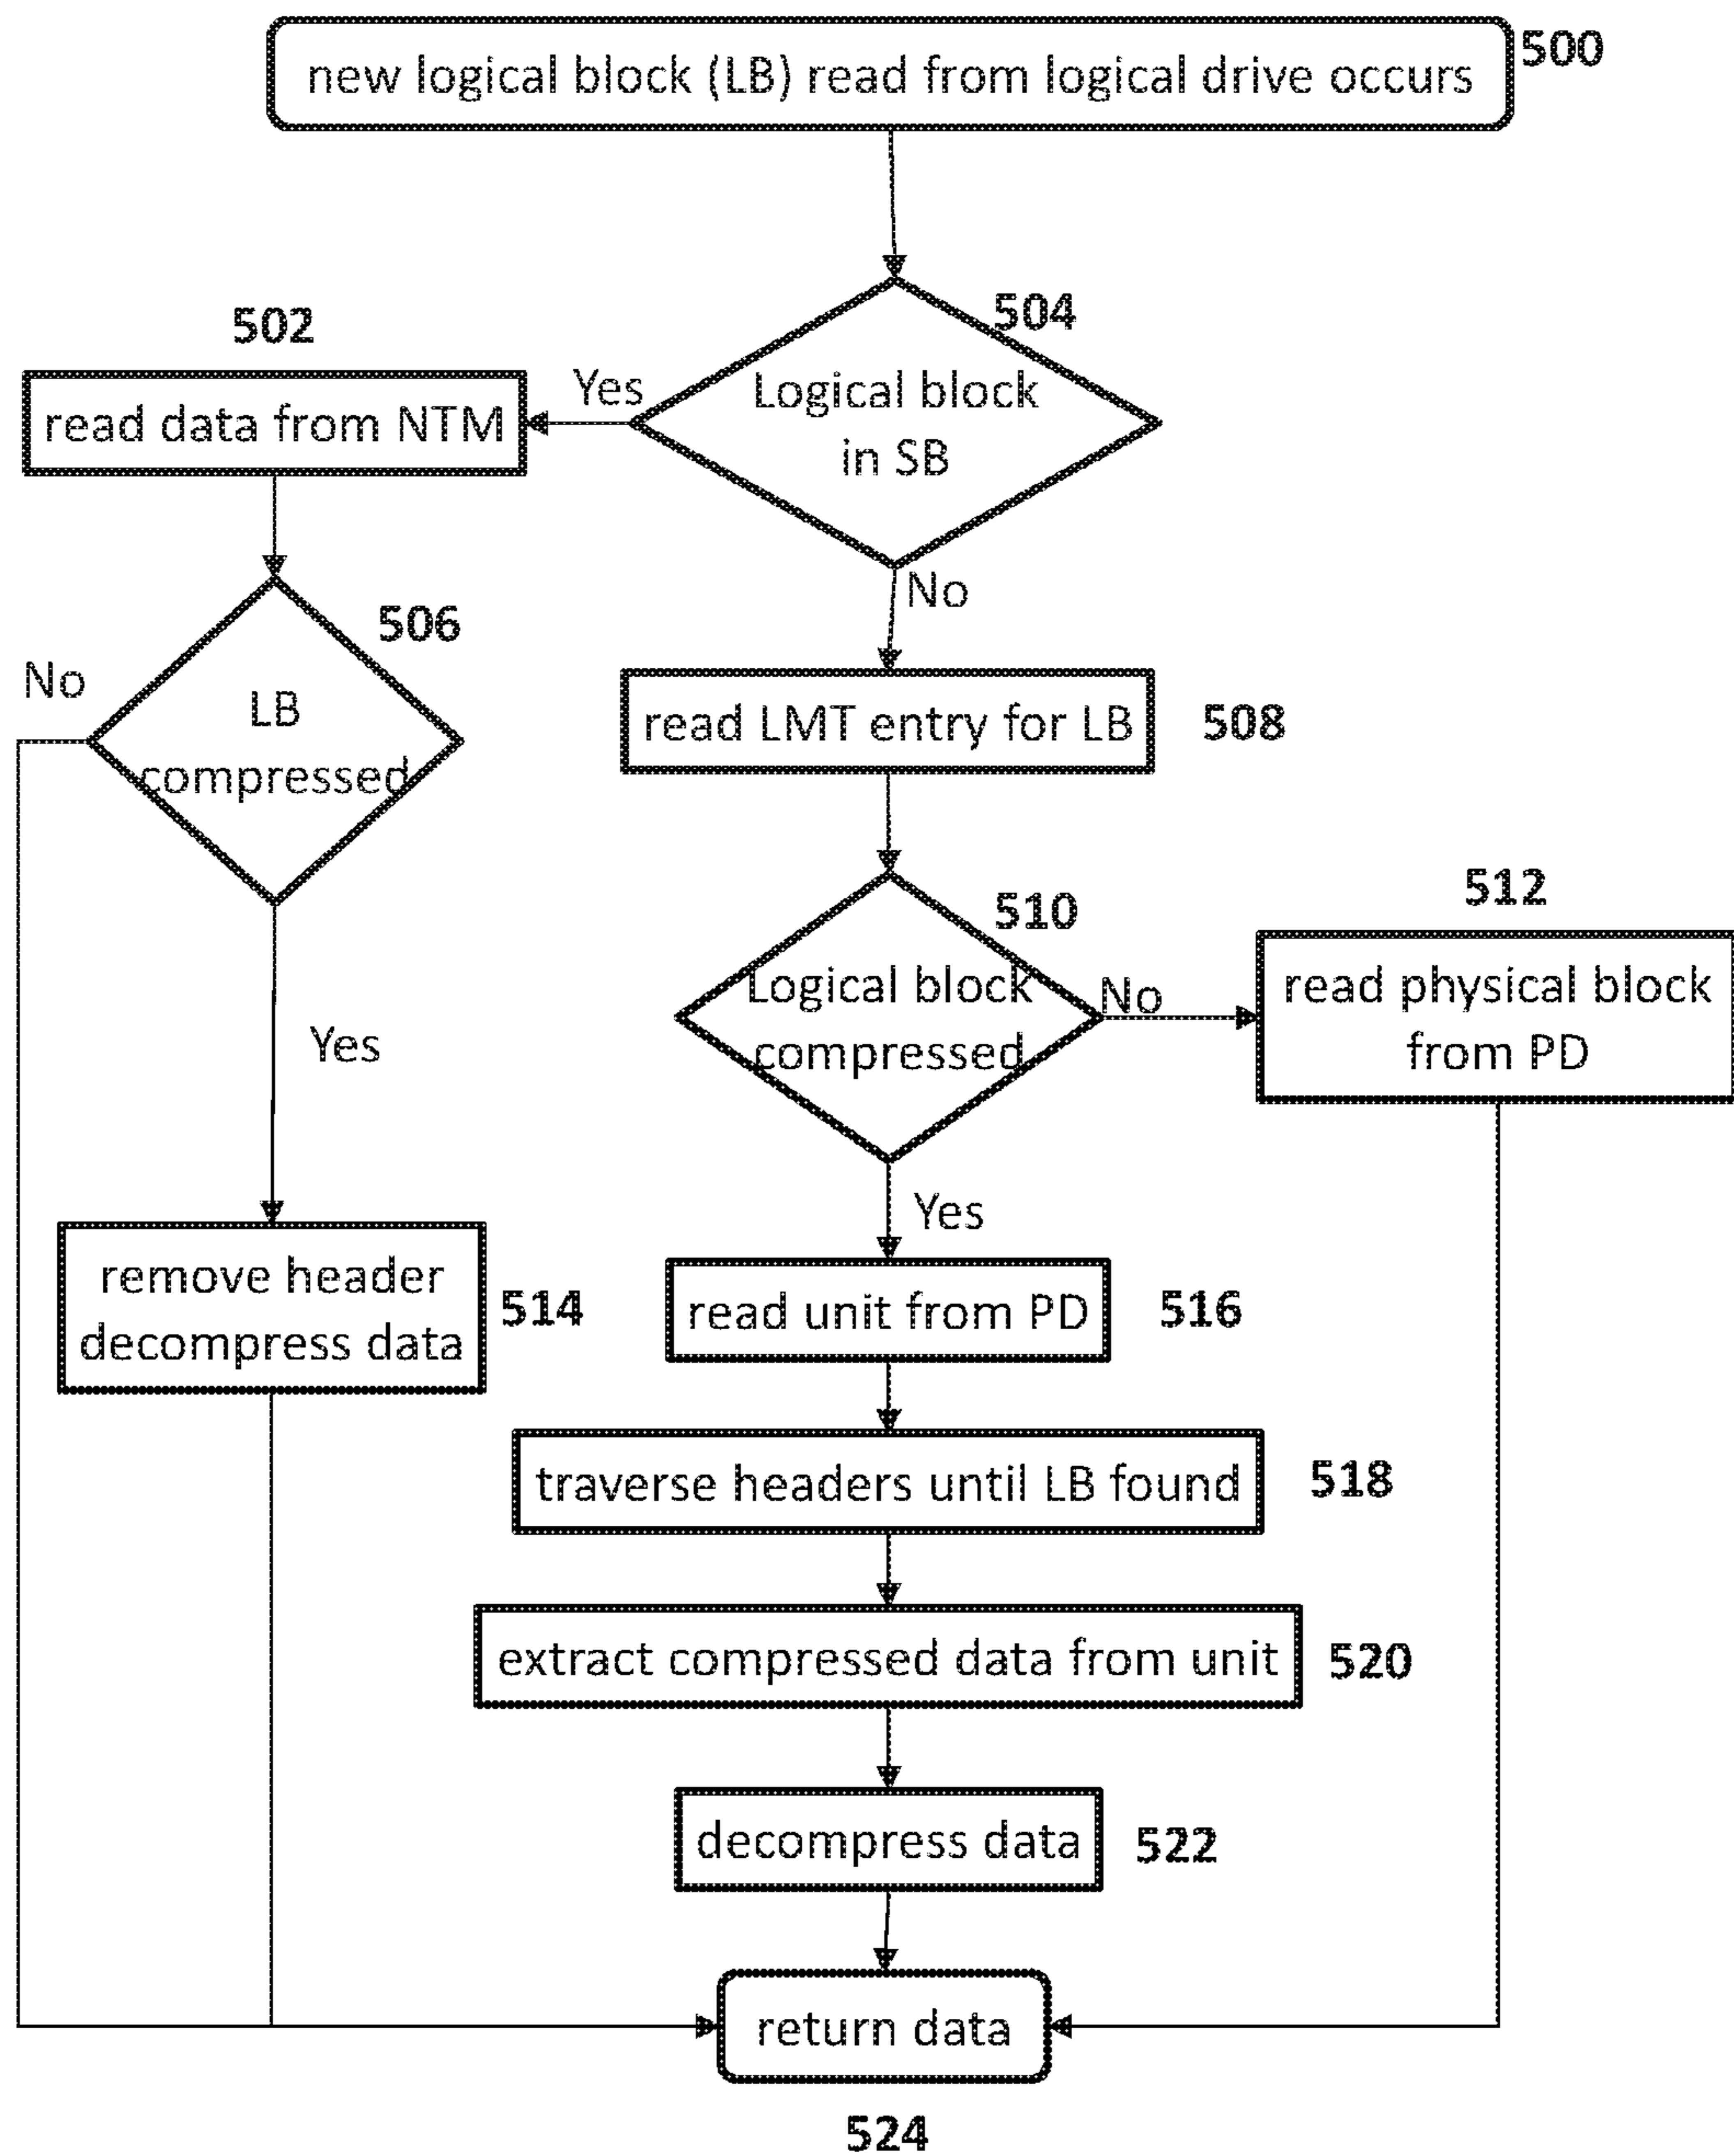 new logical block (LB) read from logical drive occurs
500
504
Logical block
in SB
Yes
No
502
read data from NTM
506
LB
compressed
No
Yes
read LMT entry for LB
508
510
Logical block
compressed
No
Yes
512
read physical block
from PD
remove header
decompress data
514
read unit from PD
516
traverse headers until LB found
518
extract compressed data from unit
520
decompress data
522
return data
524